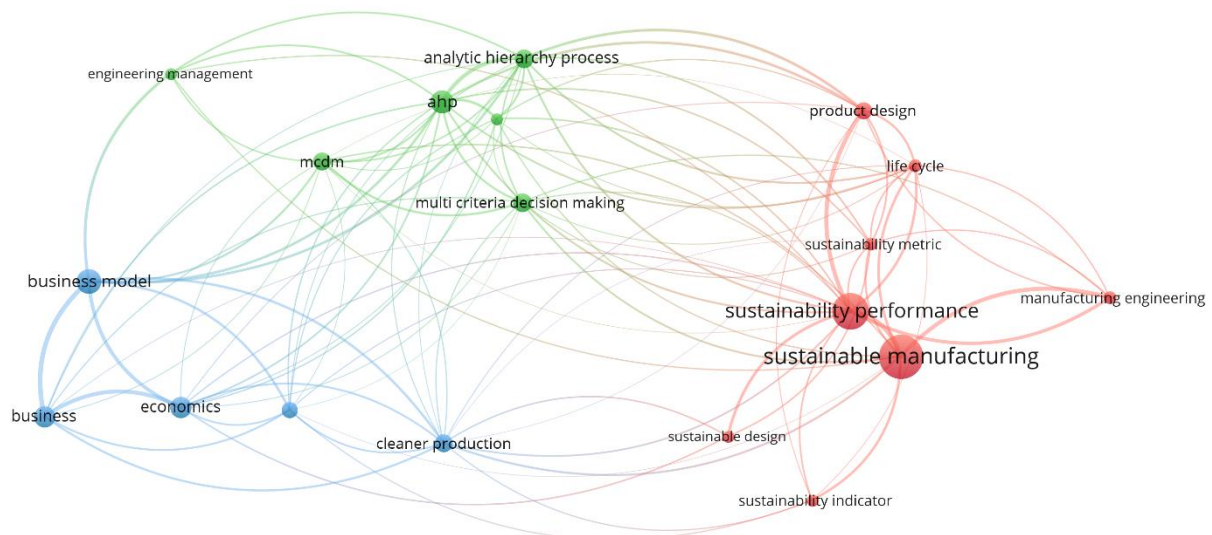 analytic hierarchy process
engineering management
ahp
product design
mcdm
life cycle
multi criteria decision making
sustainability metric
business model
manufacturing engineering
sustainability performance
sustainable manufacturing
economics
business
sustainable design
cleaner production
sustainability indicator